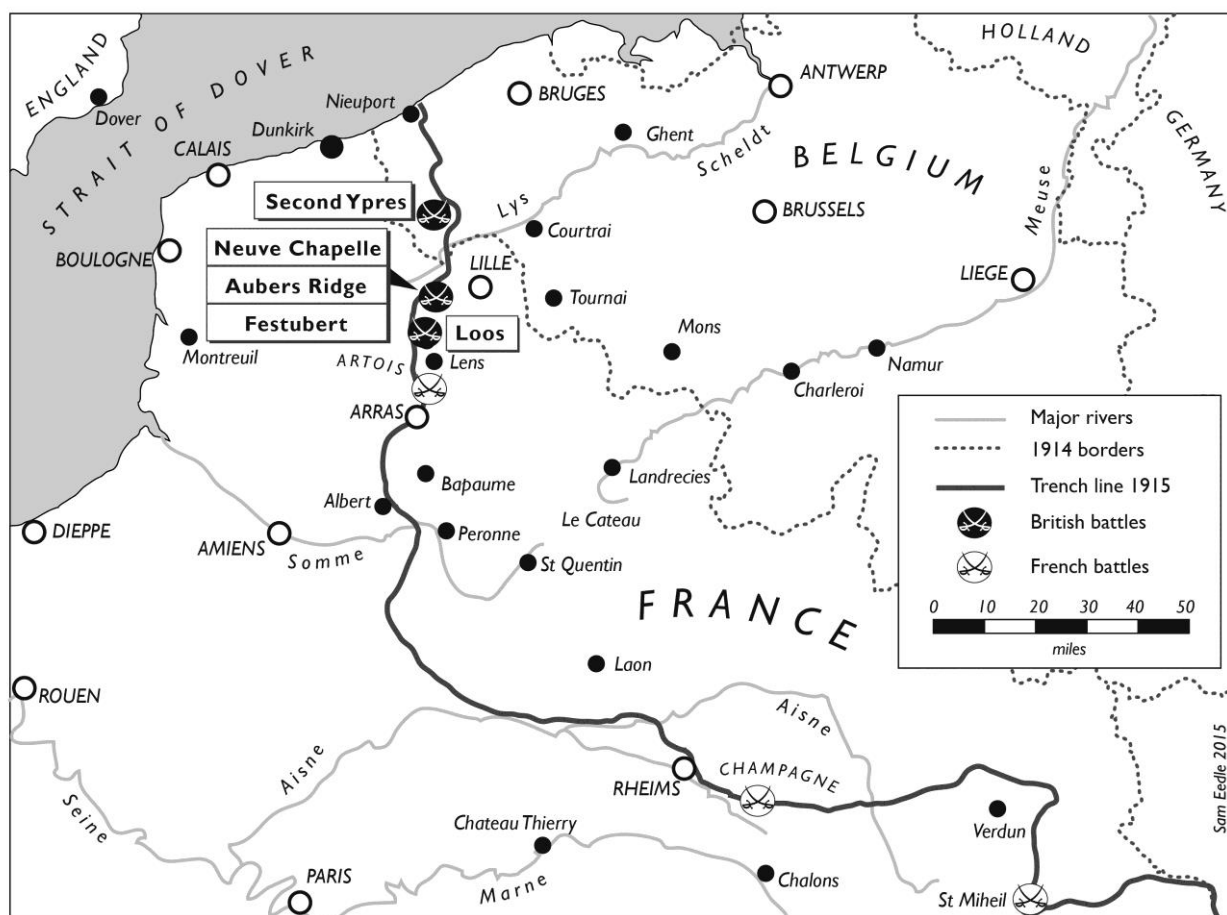 ENGLAND
Dover
STRAIT OF DOVER
HOLLAND
GERMANY
ANTWERP
BRUGES
Nieuport
Dunkirk
CALAIS
Ghent
Scheldt
BELGIUM
Meuse
Second Ypres
Lys
BRUSSELS
Courtrai
Neuve Chapelle
Aubers Ridge
Festubert
BOULOGNE
LILLE
LIEGE
Tournai
Loos
Mons
Montreuil
ARTOIS
Lens
Namur
Charleroi
ARRAS
Major rivers
1914 borders
Trench line 1915
British battles
French battles
0 10 20 30 40 50
miles
Landrecies
Bapaume
Albert
Le Cateau
DIEPPE
AMIENS
Somme
Peronne
St Quentin
FRANCE
Laon
ROUEN
Aisne
Aisne
Seine
RHEIMS
CHAMPAGNE
Verdun
Chateau Thierry
PARIS
Marne
Chalons
St Miheil
Sam Eedle 2015